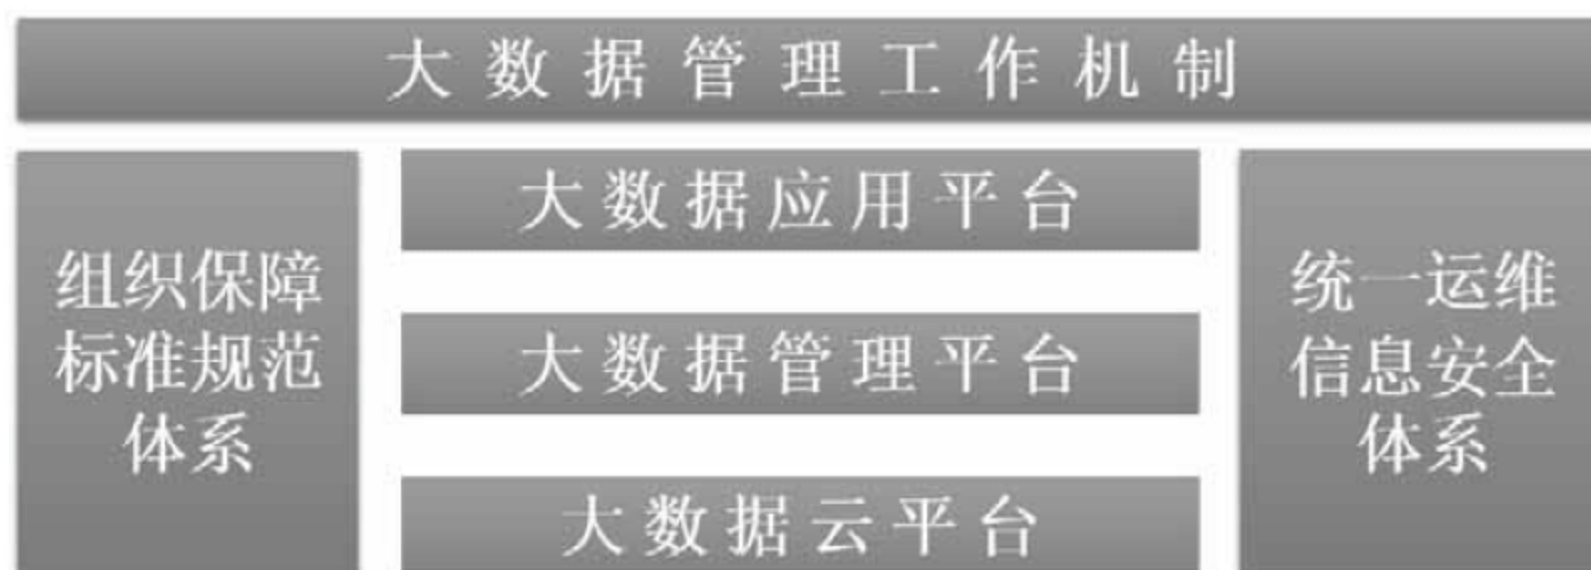 大数据管理工作机制
组织保障
标准规范
体系
大数据应用平台
大数据管理平台
大数据云平台
统一运维
信息安全
体系